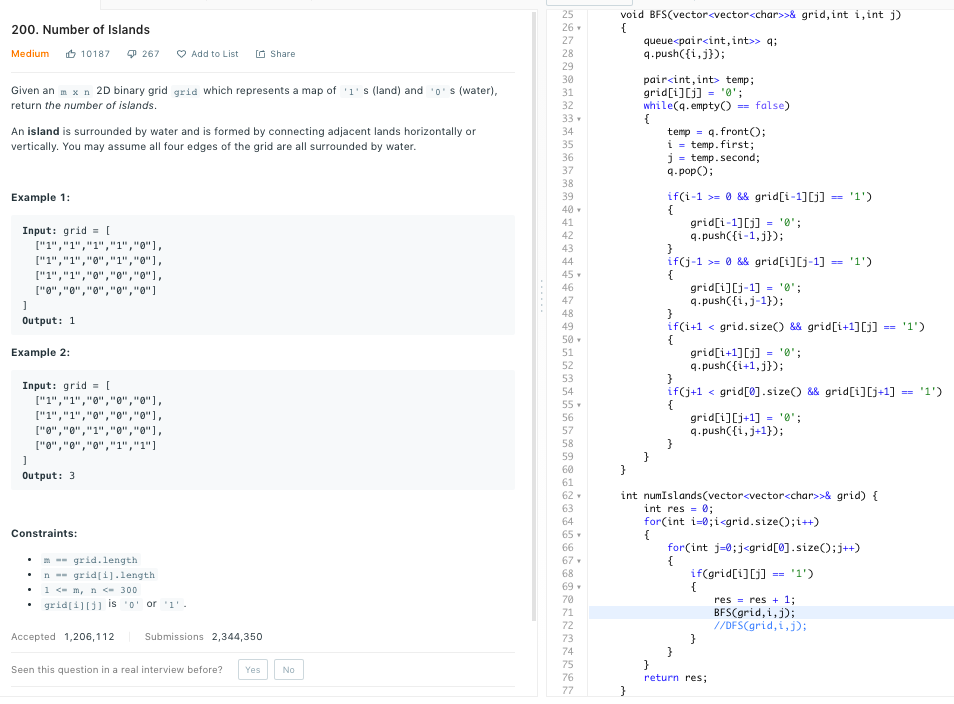 200. Number of Islands
Medium 10187 267 Add to List Share
Given an m x n 2D binary grid grid which represents a map of '1' s (land) and '0' s (water),
return the number of islands.
An island is surrounded by water and is formed by connecting adjacent lands horizontally or
vertically. You may assume all four edges of the grid are all surrounded by water.
Example 1:
Input: grid = [
["1","1","1","1","0"],
["1","1","0","1","0"],
["1","1","0","0","0"],
["0","0","0","0","0"]
]
Output: 1
Example 2:
Input: grid = [
["1","1","0","0","0"],
["1","1","0","0","0"],
["0","0","1","0","0"],
["0","0","0","1","1"]
]
Output: 3
Constraints:
• m == grid.length
• n == grid[i].length
• 1 <= m, n <= 300
• grid[i][j] is '0' or '1'.
Accepted 1,206,112 Submissions 2,344,350
Seen this question in a real interview before? Yes No
25 void BFS(vector<vector<char>>& grid,int i,int j)
26 {
27 queue<pair<int,int>> q;
28 q.push({i,j});
29
30 pair<int,int> temp;
31 grid[i][j] = '0';
32 while(q.empty() == false)
33 {
34 temp = q.front();
35 i = temp.first;
36 j = temp.second;
37 q.pop();
38
39 if(i-1 >= 0 && grid[i-1][j] == '1')
40 {
41 grid[i-1][j] = '0';
42 q.push({i-1,j});
43 }
44 if(j-1 >= 0 && grid[i][j-1] == '1')
45 {
46 grid[i][j-1] = '0';
47 q.push({i,j-1});
48 }
49 if(i+1 < grid.size() && grid[i+1][j] == '1')
50 {
51 grid[i+1][j] = '0';
52 q.push({i+1,j});
53 }
54 if(j+1 < grid[0].size() && grid[i][j+1] == '1')
55 {
56 grid[i][j+1] = '0';
57 q.push({i,j+1});
58 }
59 }
60 }
61
62 int numIslands(vector<vector<char>>& grid) {
63 int res = 0;
64 for(int i=0;i<grid.size();i++)
65 {
66 for(int j=0;j<grid[0].size();j++)
67 {
68 if(grid[i][j] == '1')
69 {
70 res = res + 1;
71 BFS(grid,i,j);
72 //DFS(grid,i,j);
73 }
74 }
75 }
76 return res;
77 }